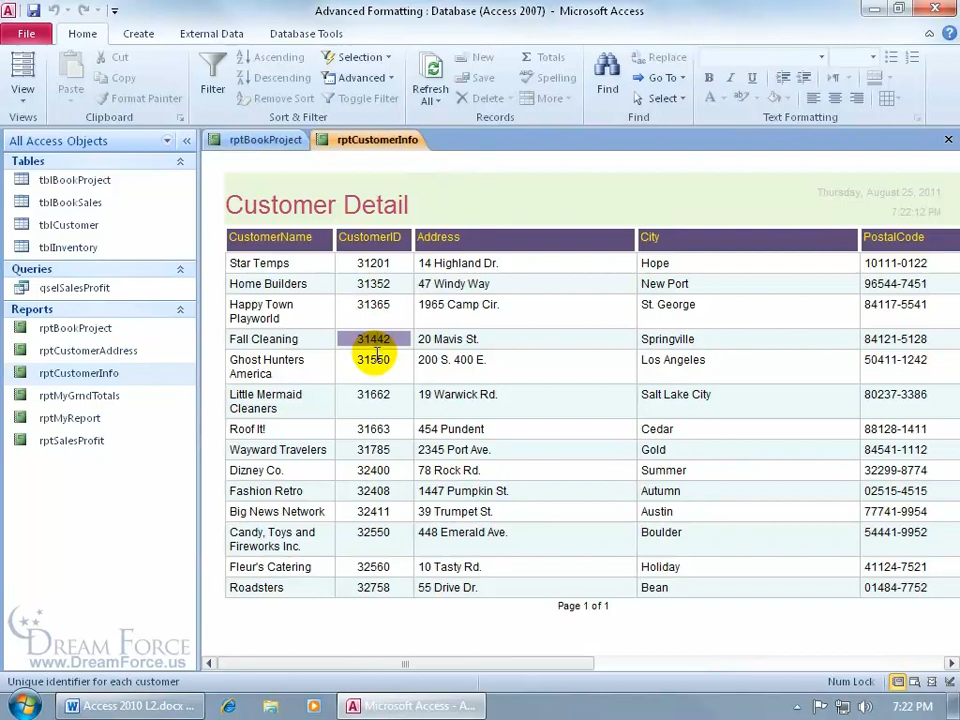 Advanced Formatting : Database (Access 2007) - Microsoft Access
File Home Create External Data Database Tools
View
Views
Paste
Cut
Copy
Format Painter
Clipboard
Filter
Ascending
Descending
Remove Sort
Selection
Advanced
Toggle Filter
Sort & Filter
Refresh All
New
Save
Delete
Totals
Spelling
More
Records
Find
Replace
Go To
Select
Find
B I U
A ab
Text Formatting
All Access Objects
Tables
tblBookProject
tblBookSales
tblCustomer
tblInventory
Queries
qselSalesProfit
Reports
rptBookProject
rptCustomerAddress
rptCustomerInfo
rptMyGrndTotals
rptMyReport
rptSalesProfit
rptBookProject rptCustomerInfo
Thursday, August 25, 2011
Customer Detail
7:22:12 PM
CustomerName CustomerID Address City PostalCode
Star Temps 31201 14 Highland Dr. Hope 10111-0122
Home Builders 31352 47 Windy Way New Port 96544-7451
Happy Town Playworld 31365 1965 Camp Cir. St. George 84117-5541
Fall Cleaning 31442 20 Mavis St. Springville 84121-5128
Ghost Hunters America 31550 200 S. 400 E. Los Angeles 50411-1242
Little Mermaid Cleaners 31662 19 Warwick Rd. Salt Lake City 80237-3386
Roof It! 31663 454 Pundent Cedar 88128-1411
Wayward Travelers 31785 2345 Port Ave. Gold 84541-1112
Dizney Co. 32400 78 Rock Rd. Summer 32299-8774
Fashion Retro 32408 1447 Pumpkin St. Autumn 02515-4515
Big News Network 32411 39 Trumpet St. Austin 77741-9954
Candy, Toys and Fireworks Inc. 32550 448 Emerald Ave. Boulder 54441-9952
Fleur's Catering 32560 10 Tasty Rd. Holiday 41124-7521
Roadsters 32758 55 Drive Dr. Bean 01484-7752
Page 1 of 1
DREAM FORCE
www.DreamForce.us
Unique identifier for each customer
Num Lock
Access 2010 L2.docx ...
Microsoft Access - A...
7:22 PM